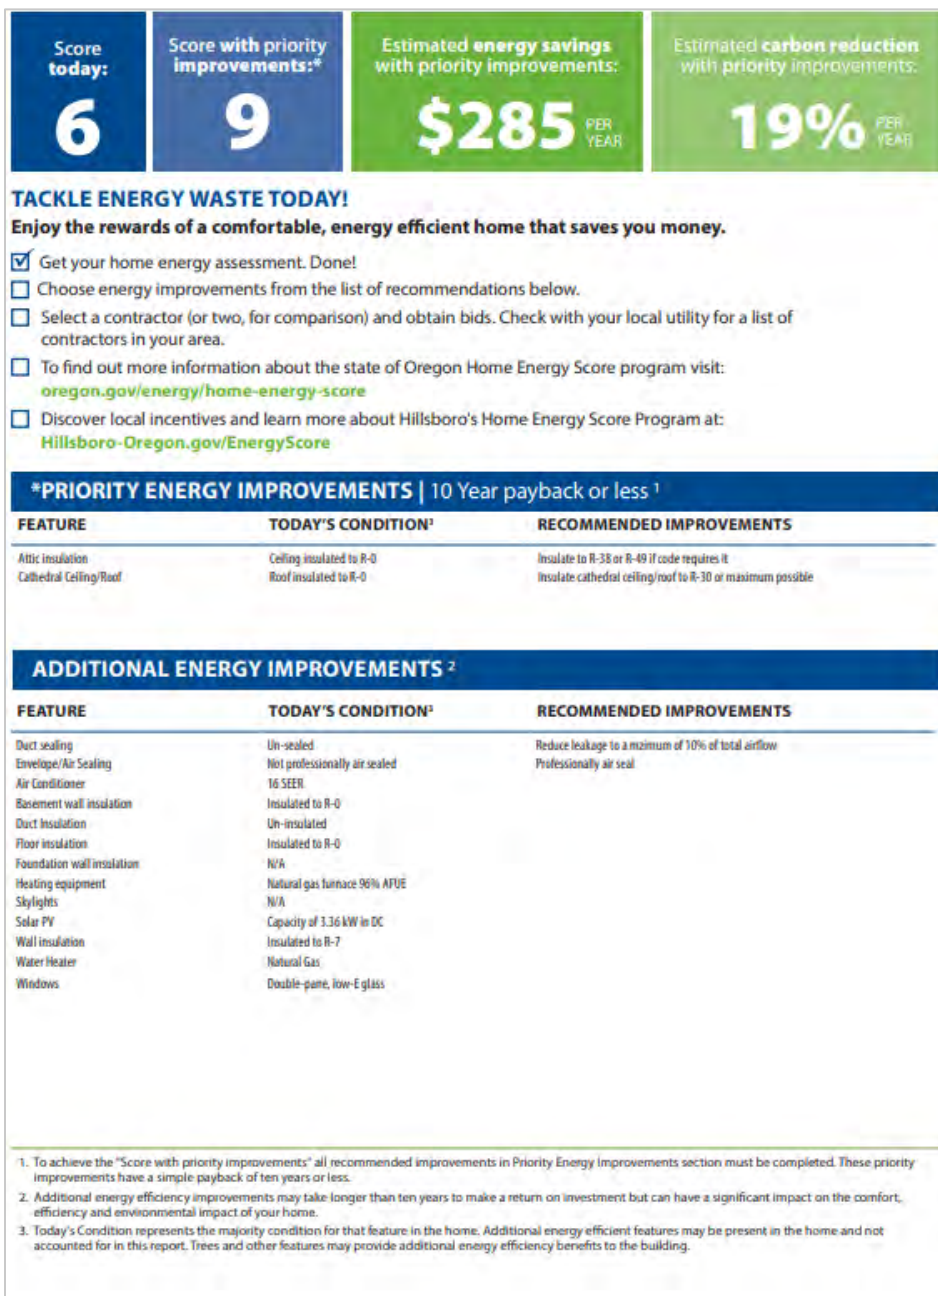 Score today:
6
Score with priority improvements:*
9
Estimated energy savings with priority improvements:
$285 PER YEAR
Estimated carbon reduction with priority improvements:
19% PER YEAR
TACKLE ENERGY WASTE TODAY!
Enjoy the rewards of a comfortable, energy efficient home that saves you money.
Get your home energy assessment. Done!
Choose energy improvements from the list of recommendations below.
Select a contractor (or two, for comparison) and obtain bids. Check with your local utility for a list of
contractors in your area.
To find out more information about the state of Oregon Home Energy Score program visit:
oregon.gov/energy/home-energy-score
Discover local incentives and learn more about Hillsboro's Home Energy Score Program at:
Hillsboro-Oregon.gov/EnergyScore
*PRIORITY ENERGY IMPROVEMENTS | 10 Year payback or less 1
FEATURE TODAY'S CONDITION3 RECOMMENDED IMPROVEMENTS
Attic insulation Ceiling insulated to R-0 Insulate to R-38 or R-49 if code requires it
Cathedral Ceiling/Roof Roof insulated to R-0 Insulate cathedral ceiling/roof to R-30 or maximum possible
ADDITIONAL ENERGY IMPROVEMENTS 2
FEATURE TODAY'S CONDITION3 RECOMMENDED IMPROVEMENTS
Duct sealing Un-sealed Reduce leakage to a mzimum of 10% of total airflow
Envelope/Air Sealing Not professionally air sealed Professionally air seal
Air Conditioner 16 SEER
Basement wall insulation Insulated to R-0
Duct Insulation Un-insulated
Floor insulation Insulated to R-0
Foundation wall insulation N/A
Heating equipment Natural gas furnace 96% AFUE
Skylights N/A
Solar PV Capacity of 3.36 kW in DC
Wall insulation Insulated to R-7
Water Heater Natural Gas
Windows Double-pane, low-E glass
1. To achieve the "Score with priority improvements" all recommended improvements in Priority Energy Improvements section must be completed. These priority
improvements have a simple payback of ten years or less.
2. Additional energy efficiency improvements may take longer than ten years to make a return on investment but can have a significant impact on the comfort,
efficiency and environmental impact of your home.
3. Today's Condition represents the majority condition for that feature in the home. Additional energy efficient features may be present in the home and not
accounted for in this report. Trees and other features may provide additional energy efficiency benefits to the building.